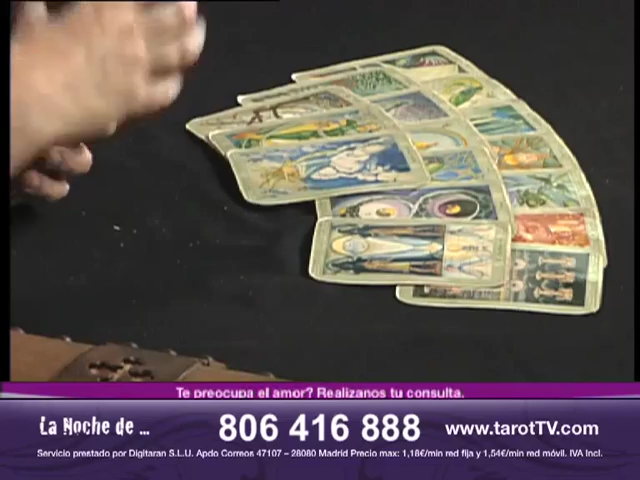 Te preocupa el amor? Realizanos tu consulta.
La Noche de ... 806 416 888 www.tarotTV.com
Servicio prestado por Digitaran S.L.U. Apdo Correos 47107 – 28080 Madrid Precio max: 1,18€/min red fija y 1,54€/min red móvil. IVA Incl.